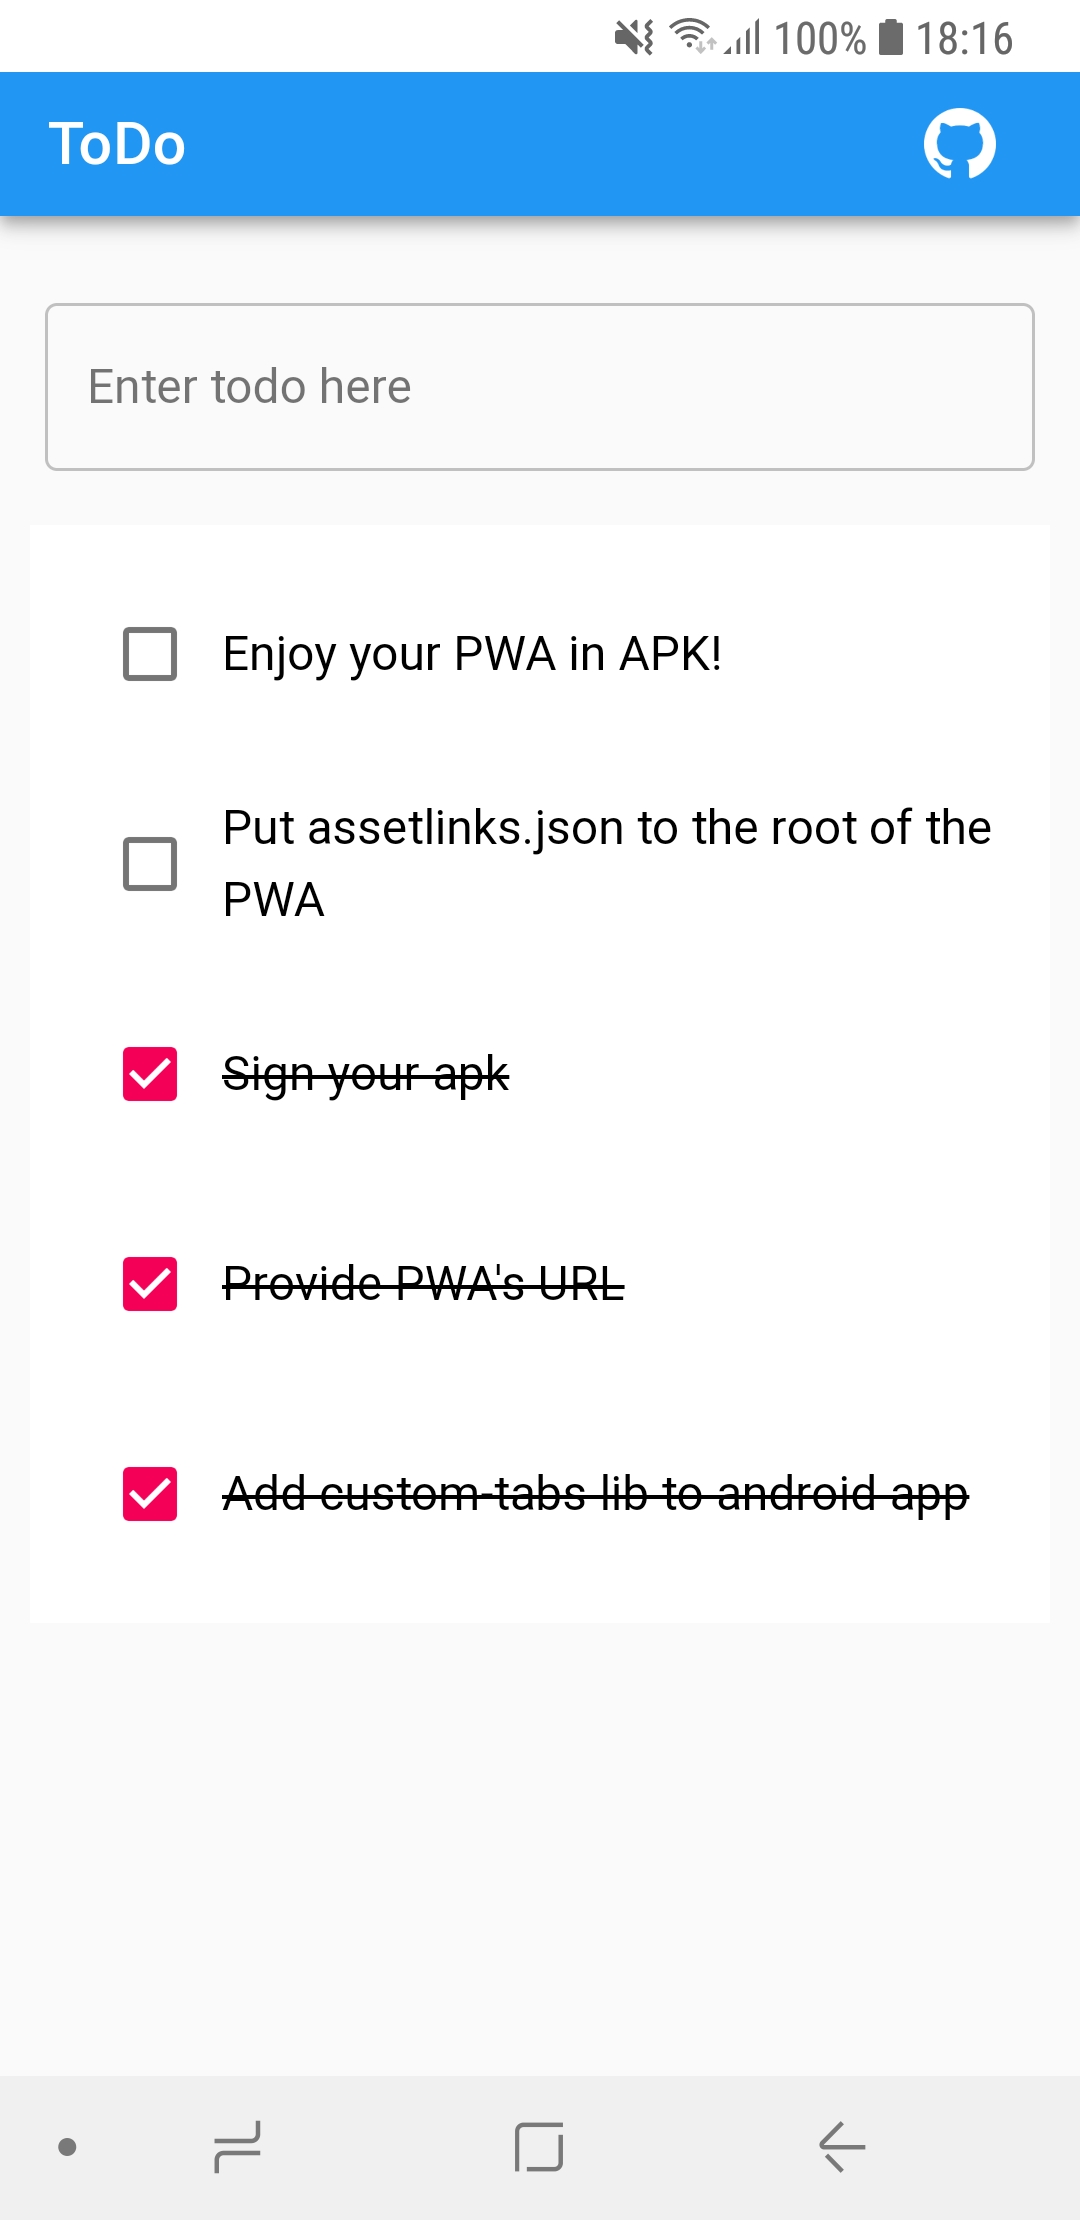 100% 18:16
ToDo
Enter todo here
Enjoy your PWA in APK!
Put assetlinks.json to the root of the
PWA
Sign your apk
Provide PWA's URL
Add custom-tabs lib to android app